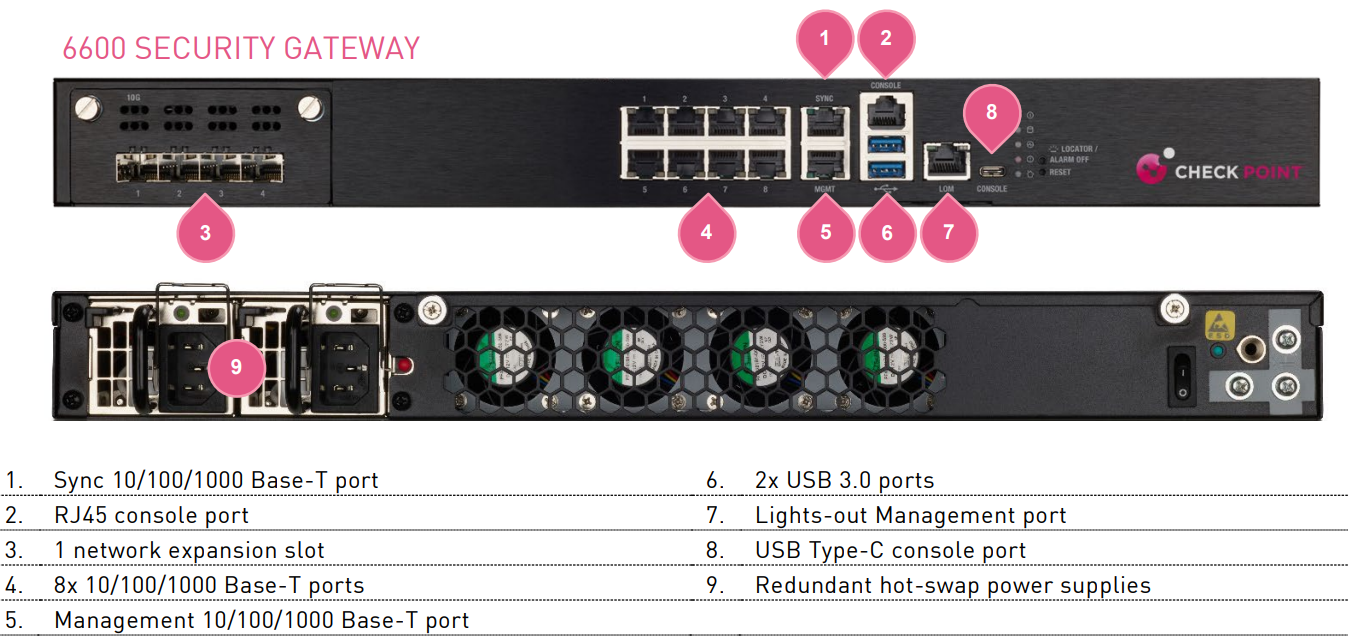 6600 SECURITY GATEWAY
1
2
CONSOLE
10G
1 2 3 4
SYNC
8
LOCATOR /
ALARM OFF
RESET
CHECK POINT
1 2 3 4
5 6 7 8
MGMT
LOM
CONSOLE
3
4
5
6
7
9
ESD
1. Sync 10/100/1000 Base-T port
2. RJ45 console port
3. 1 network expansion slot
4. 8x 10/100/1000 Base-T ports
5. Management 10/100/1000 Base-T port
6. 2x USB 3.0 ports
7. Lights-out Management port
8. USB Type-C console port
9. Redundant hot-swap power supplies